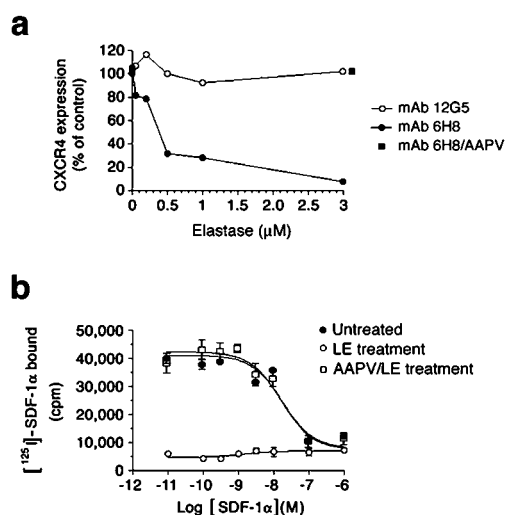 a
CXCR4 expression
(% of control)
120
100
80
60
40
20
0
0 0.5 1 1.5 2 2.5 3
Elastase (µM)
mAb 12G5
mAb 6H8
mAb 6H8/AAPV
b
[125I]-SDF-1α bound
(cpm)
50,000
40,000
30,000
20,000
10,000
0
-12 -11 -10 -9 -8 -7 -6
Log [SDF-1α](M)
Untreated
LE treatment
AAPV/LE treatment